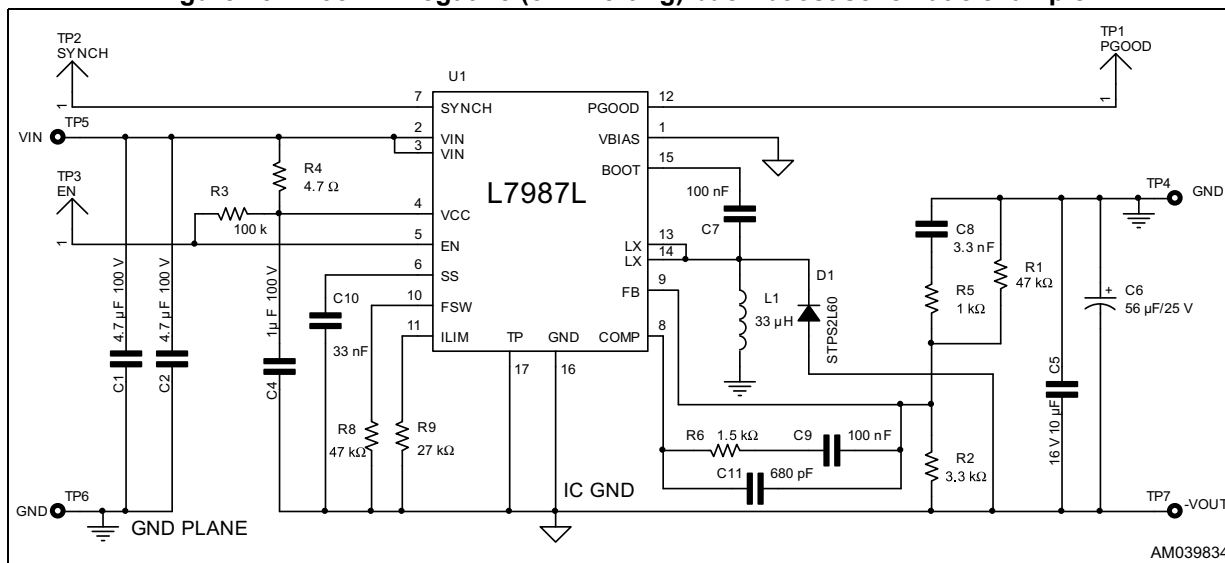 TP2
SYNCH
1
TP1
PGOOD
1
U1
7
SYNCH
PGOOD
12
VIN
TP5
2
VIN
3
VIN
VBIAS
1
BOOT
15
L7987L
R4
4.7 Ω
TP3
EN
1
R3
100 k
4
VCC
5
EN
6
SS
10
FSW
11
ILIM
LX
13
LX
14
FB
9
COMP
8
TP
17
GND
16
100 nF
C7
L1
33 µH
D1
STPS2L60
TP4
GND
C8
3.3 nF
R5
1 kΩ
R1
47 kΩ
C6
+
56 µF/25 V
C5
16 V 10 µF
4.7 µF 100 V
C1
4.7 µF 100 V
C2
1µ F 100 V
C4
C10
33 nF
R8
47 kΩ
R9
27 kΩ
R6
1.5 kΩ
C9
100 nF
C11
680 pF
R2
3.3 kΩ
GND
TP6
GND PLANE
IC GND
TP7
-VOUT
AM039834